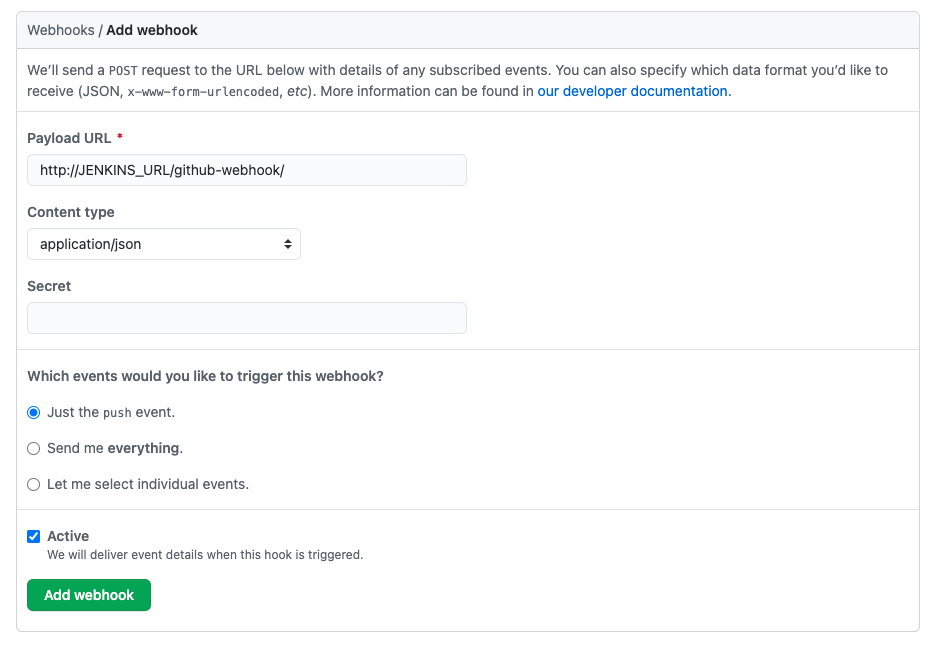 Webhooks / Add webhook
We’ll send a POST request to the URL below with details of any subscribed events. You can also specify which data format you’d like to
receive (JSON, x-www-form-urlencoded, etc). More information can be found in our developer documentation.
Payload URL *
http://JENKINS_URL/github-webhook/
Content type
application/json
Secret
Which events would you like to trigger this webhook?
Just the push event.
Send me everything.
Let me select individual events.
Active
We will deliver event details when this hook is triggered.
Add webhook